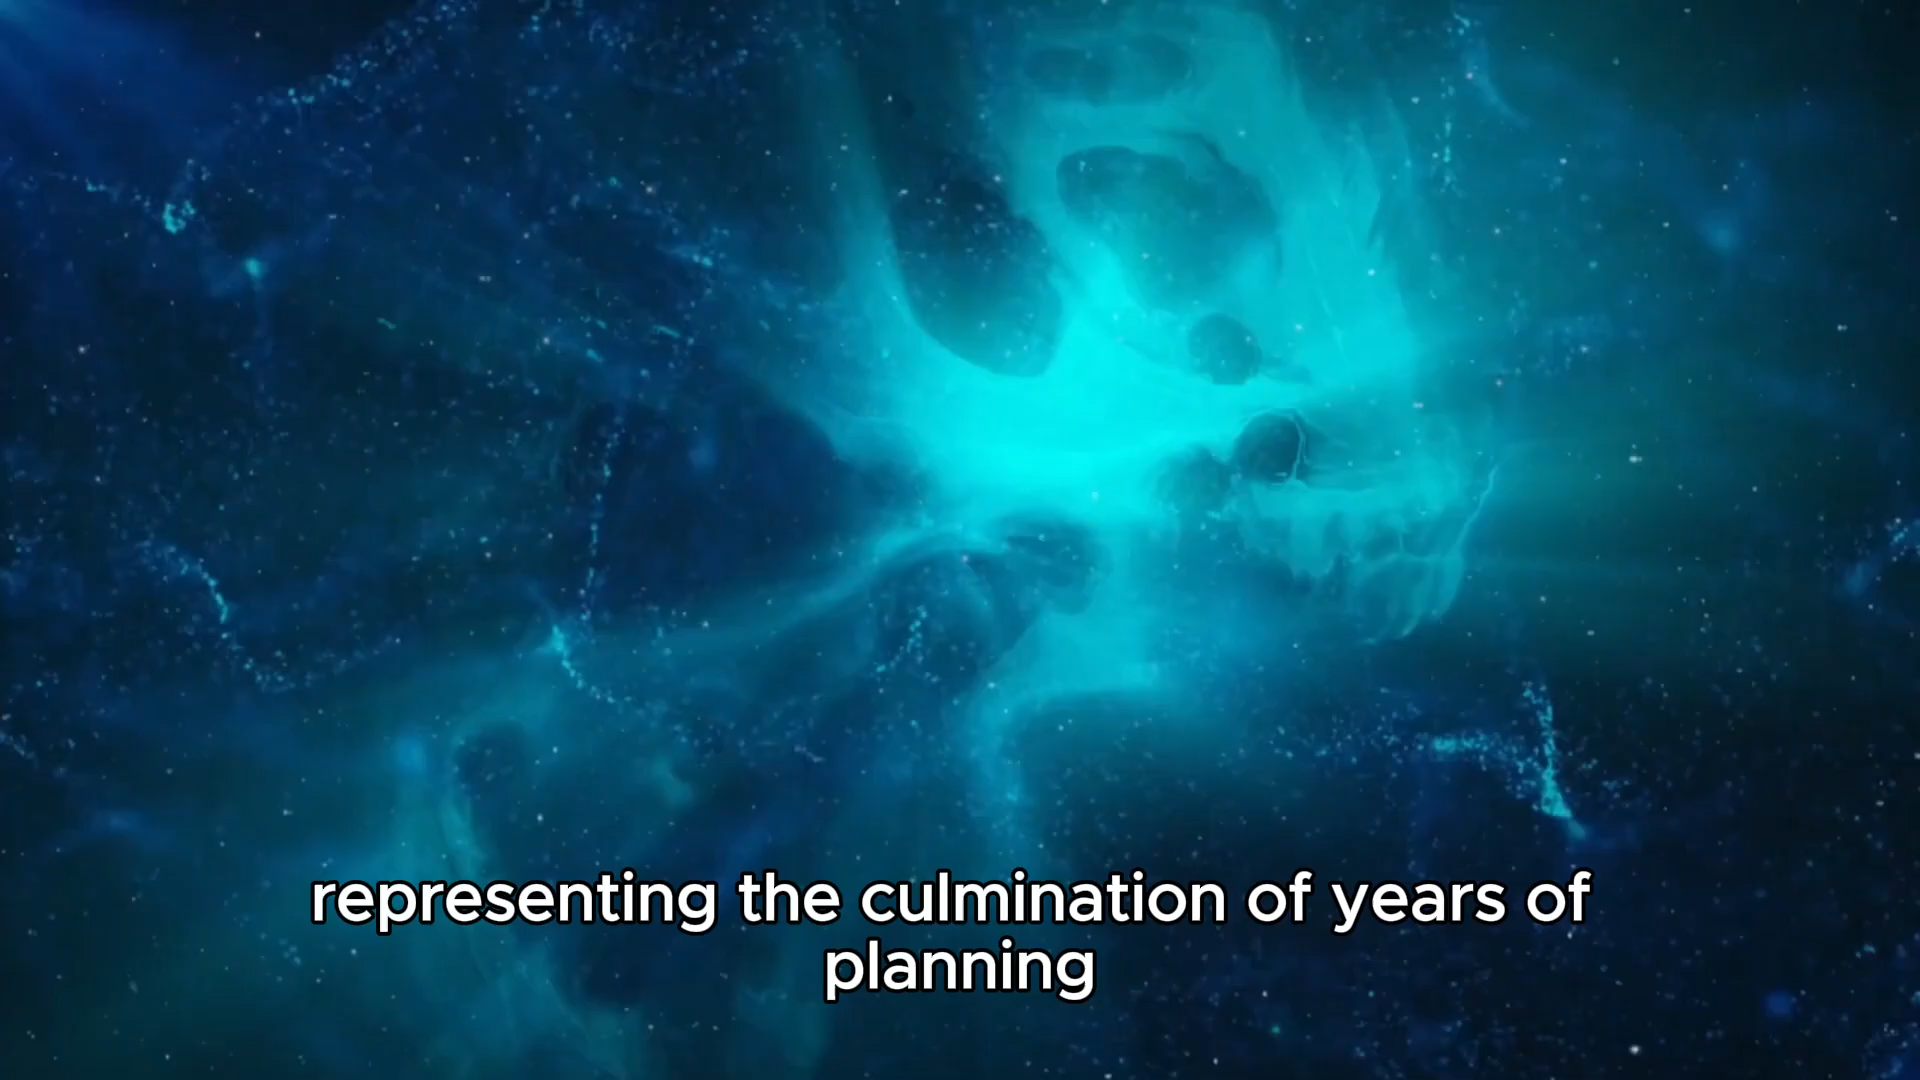 representing the culmination of years of
planning